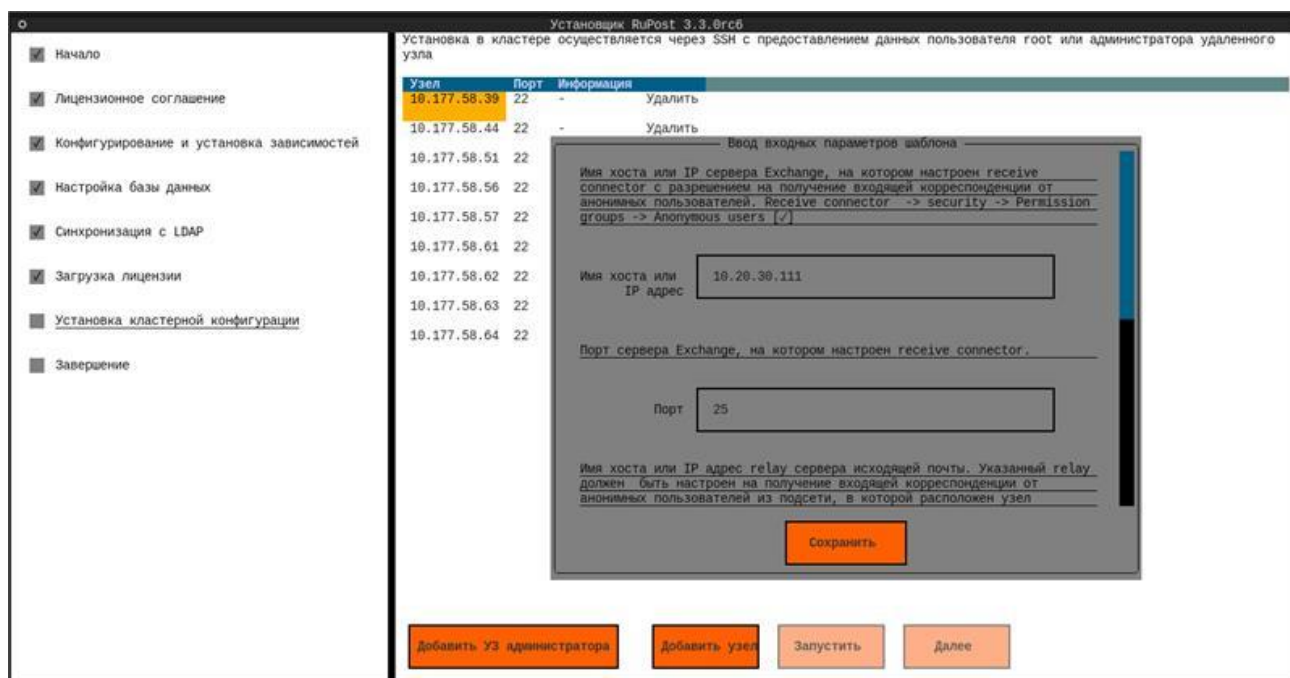 Установщик RuPost 3.3.0rc6
Начало
Лицензионное соглашение
Конфигурирование и установка зависимостей
Настройка базы данных
Синхронизация с LDAP
Загрузка лицензии
Установка кластерной конфигурации
Завершение
Установка в кластере осуществляется через SSH с предоставлением данных пользователя root или администратора удаленного
узла
Узел Порт Информация
10.177.58.39 22 - Удалить
10.177.58.44 22 - Удалить
10.177.58.51 22
10.177.58.56 22
10.177.58.57 22
10.177.58.61 22
10.177.58.62 22
10.177.58.63 22
10.177.58.64 22
Ввод входных параметров шаблона
Имя хоста или IP сервера Exchange, на котором настроен receive
connector с разрешением на получение входящей корреспонденции от
анонимных пользователей. Receive connector -> security -> Permission
groups -> Anonymous users [✓]
Имя хоста или
IP адрес
10.20.30.111
Порт сервера Exchange, на котором настроен receive connector.
Порт 25
Имя хоста или IP адрес relay сервера исходящей почты. Указанный relay
должен быть настроен на получение входящей корреспонденции от
анонимных пользователей из подсети, в которой расположен узел
Сохранить
Добавить УЗ администратора Добавить узел Запустить Далее